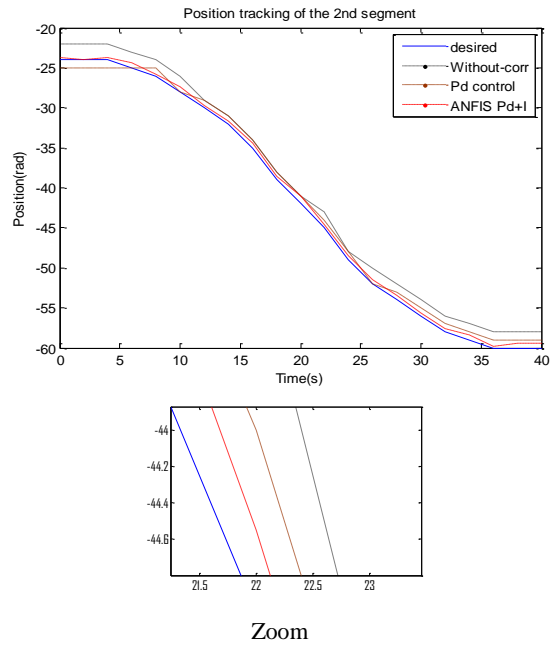 Position tracking of the 2nd segment
-20
-25
-30
-35
-40
-45
-50
-55
-60
Position(rad)
desired
Without-corr
Pd control
ANFIS Pd+I
0 5 10 15 20 25 30 35 40
Time(s)
-44
-44.2
-44.4
-44.6
21.5 22 22.5 23
Zoom